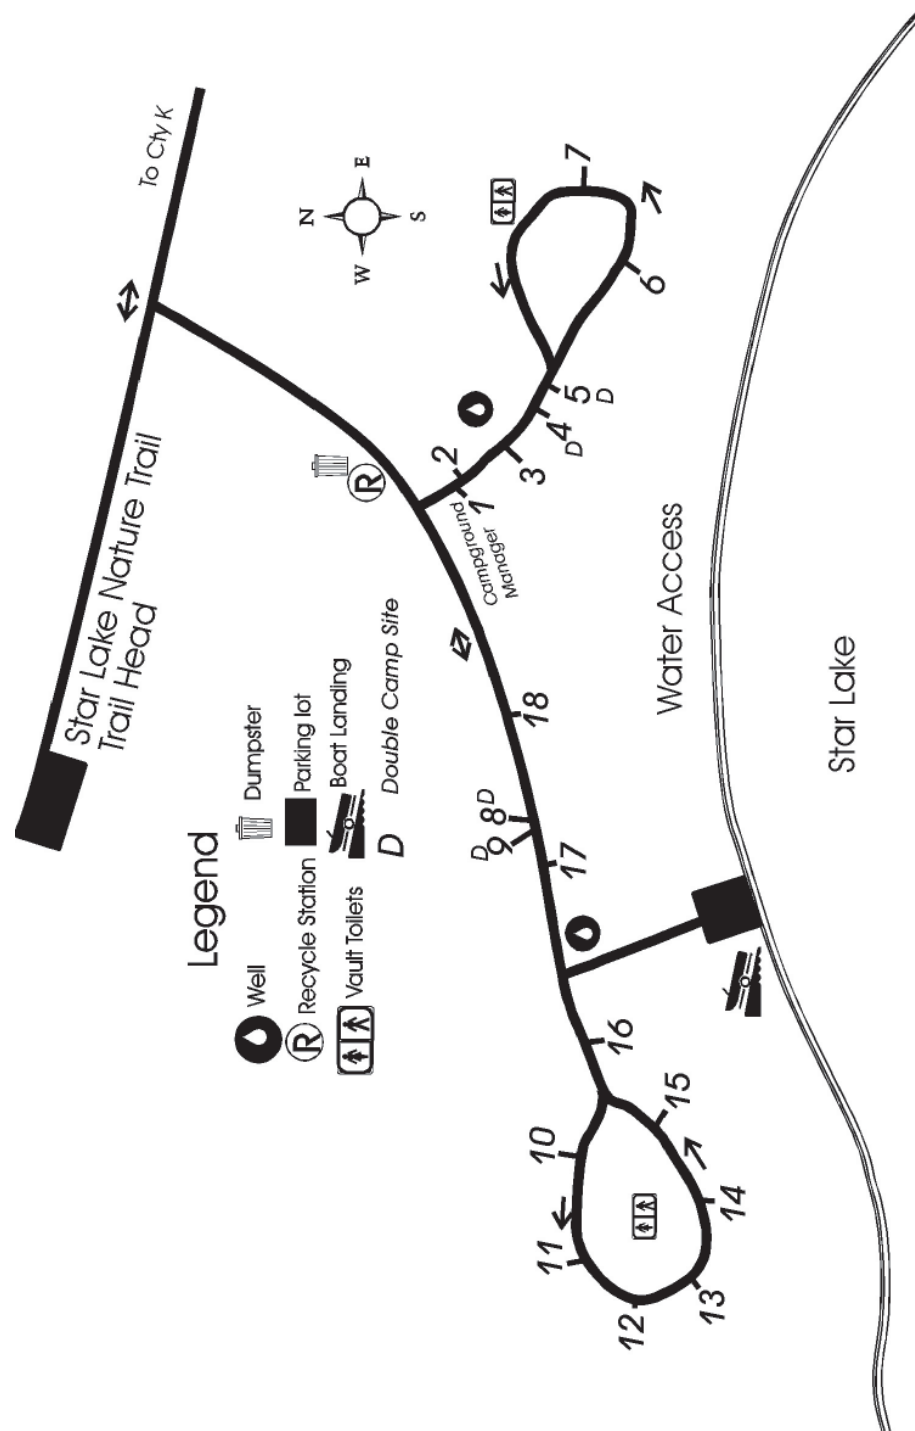 To Cty K
Star Lake Nature Trail
Trail Head
N
W
E
S
Legend
Well
Dumpster
R
Recycle Station
Parking lot
Vault Toilets
Boat Landing
D
Double Camp Site
R
Campground
Manager
1
2
3
4
D
5
D
6
7
18
8
D
9
D
17
16
10
11
12
13
14
15
Water Access
Star Lake